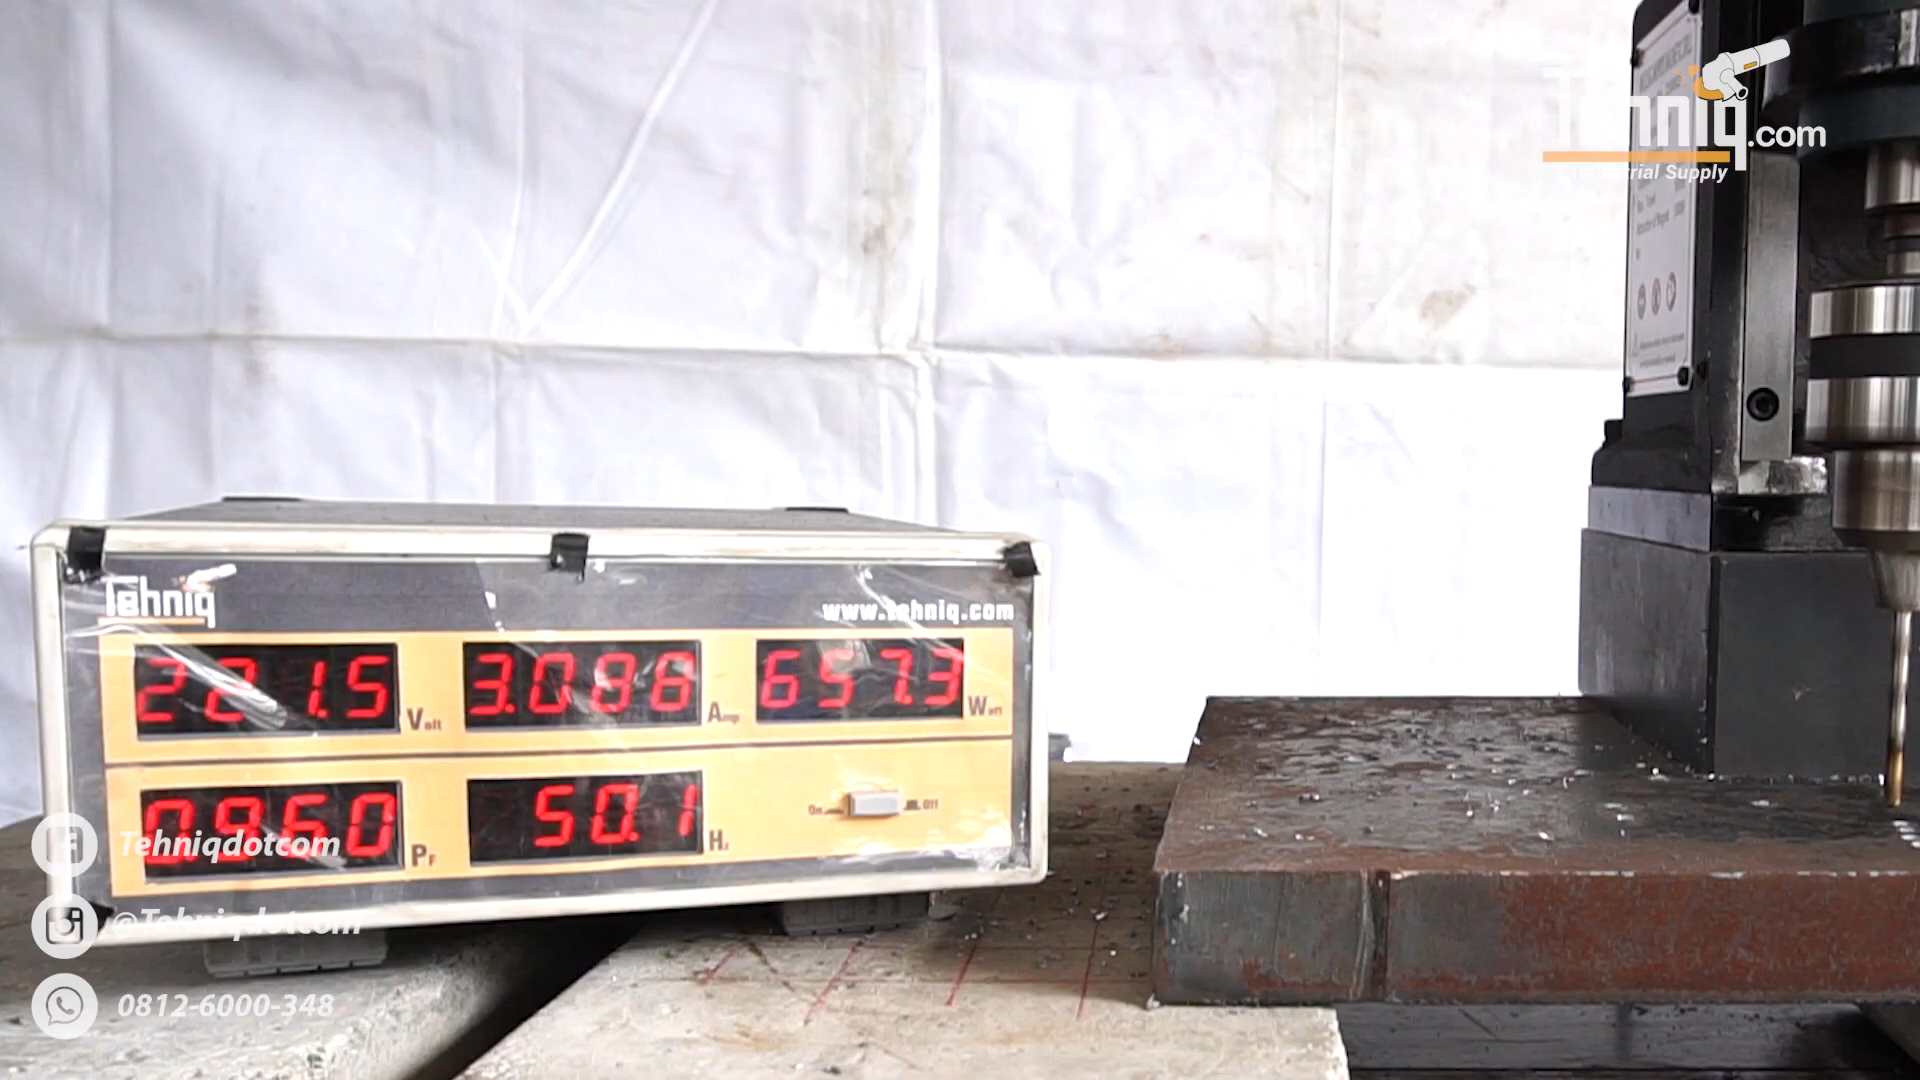 Tehniq.com
Industrial Supply
Tehniq
www.tehniq.com
221.5 Volt 3.088 Amp 657.3 Watt
0.960 PF 50.1 Hz On Off
Tehniqdotcom
@Tehniqdotcom
0812-6000-348